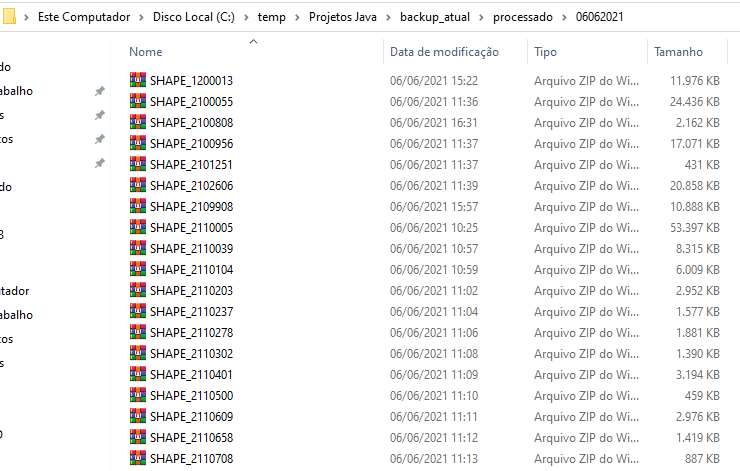 Este Computador > Disco Local (C:) > temp > Projetos Java > backup_atual > processado > 06062021
Nome Data de modificação Tipo Tamanho
SHAPE_1200013 06/06/2021 15:22 Arquivo ZIP do Wi... 11.976 KB
SHAPE_2100055 06/06/2021 11:36 Arquivo ZIP do Wi... 24.436 KB
SHAPE_2100808 06/06/2021 16:31 Arquivo ZIP do Wi... 2.162 KB
SHAPE_2100956 06/06/2021 11:37 Arquivo ZIP do Wi... 17.071 KB
SHAPE_2101251 06/06/2021 11:37 Arquivo ZIP do Wi... 431 KB
SHAPE_2102606 06/06/2021 11:39 Arquivo ZIP do Wi... 20.858 KB
SHAPE_2109908 06/06/2021 15:57 Arquivo ZIP do Wi... 10.888 KB
SHAPE_2110005 06/06/2021 10:25 Arquivo ZIP do Wi... 53.397 KB
SHAPE_2110039 06/06/2021 10:57 Arquivo ZIP do Wi... 8.315 KB
SHAPE_2110104 06/06/2021 10:59 Arquivo ZIP do Wi... 6.009 KB
SHAPE_2110203 06/06/2021 11:02 Arquivo ZIP do Wi... 2.952 KB
SHAPE_2110237 06/06/2021 11:04 Arquivo ZIP do Wi... 1.577 KB
SHAPE_2110278 06/06/2021 11:06 Arquivo ZIP do Wi... 1.881 KB
SHAPE_2110302 06/06/2021 11:08 Arquivo ZIP do Wi... 1.390 KB
SHAPE_2110401 06/06/2021 11:09 Arquivo ZIP do Wi... 3.194 KB
SHAPE_2110500 06/06/2021 11:10 Arquivo ZIP do Wi... 459 KB
SHAPE_2110609 06/06/2021 11:11 Arquivo ZIP do Wi... 2.976 KB
SHAPE_2110658 06/06/2021 11:12 Arquivo ZIP do Wi... 1.419 KB
SHAPE_2110708 06/06/2021 11:13 Arquivo ZIP do Wi... 887 KB